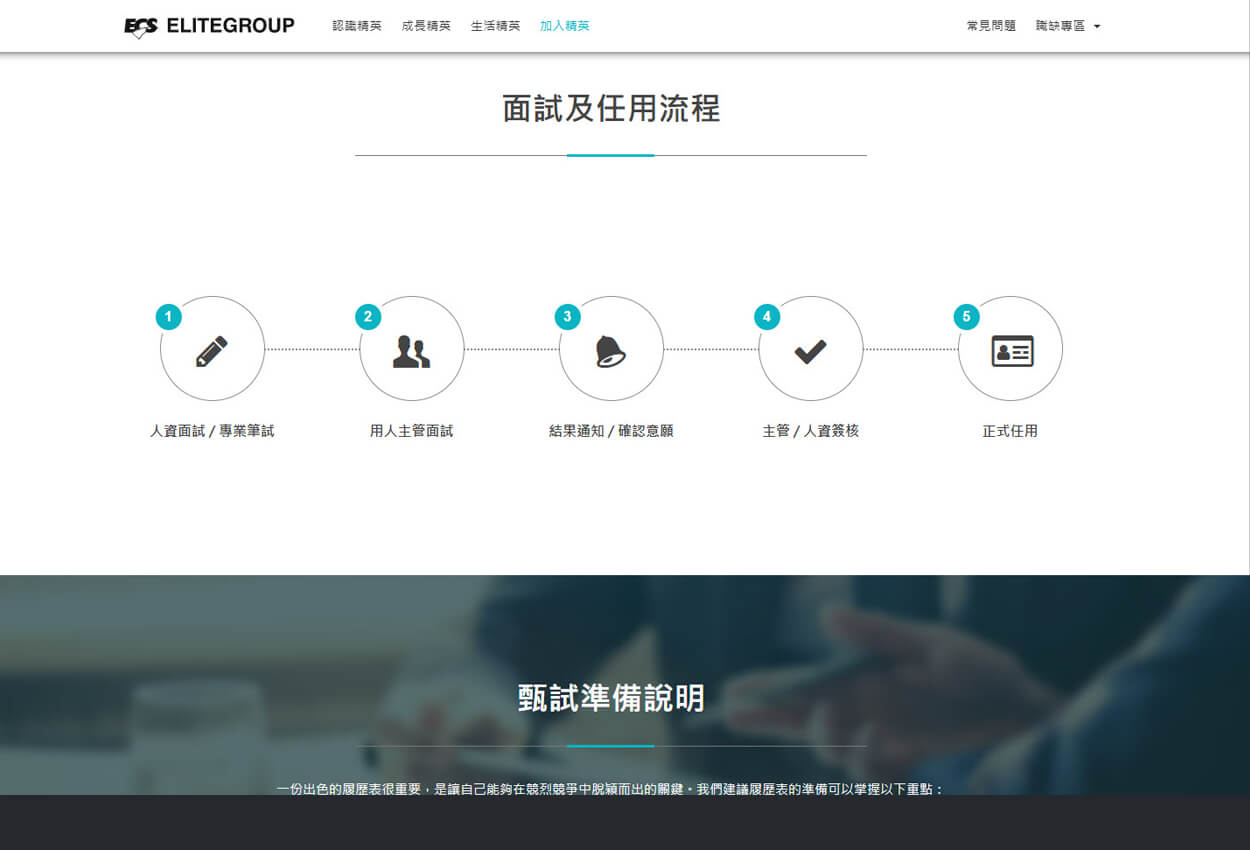 ECS ELITEGROUP 認識精英 成長精英 生活精英 加入精英 常見問題 職缺專區
面試及任用流程
1 2 3 4 5
人資面試 / 專業筆試 用人主管面試 結果通知 / 確認意願 主管 / 人資簽核 正式任用
甄試準備說明
一份出色的履歷表很重要，是讓自己能夠在競烈競爭中脫穎而出的關鍵。我們建議履歷表的準備可以掌握以下重點：